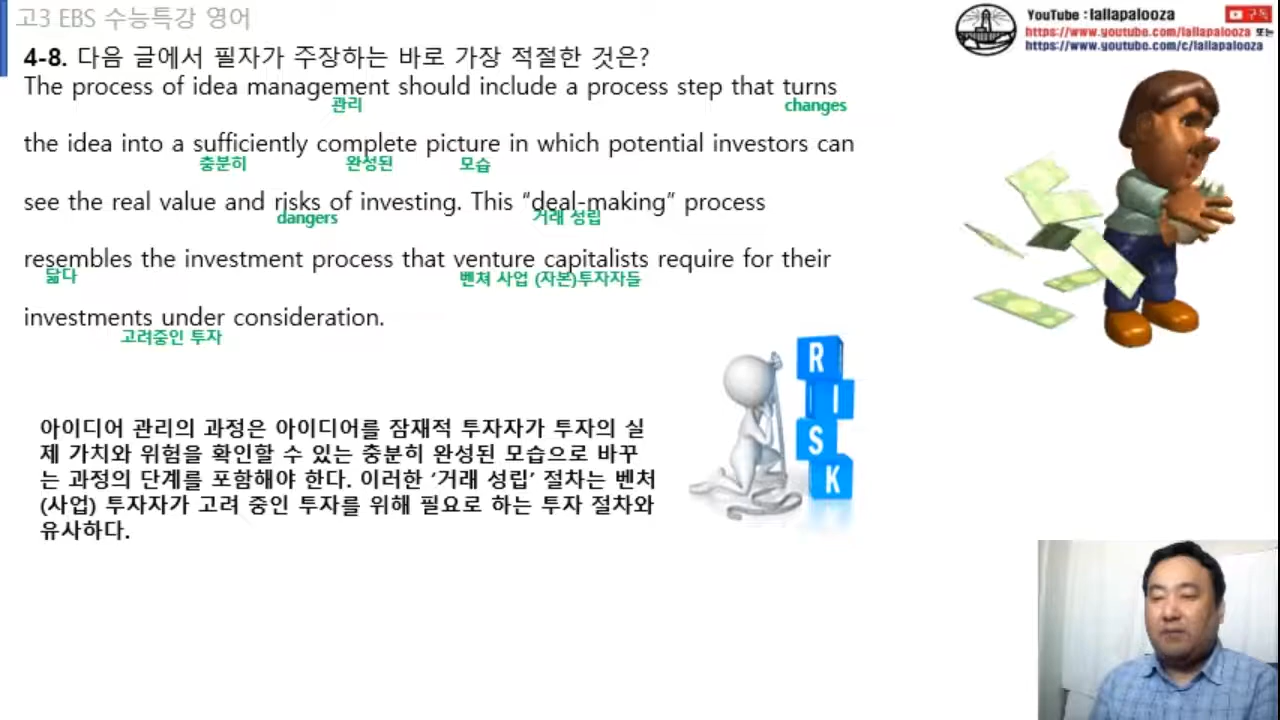 고3 EBS 수능특강 영어
YouTube : lallapalooza
구독
https://www.youtube.com/lallapalooza 또는
https://www.youtube.com/c/lallapalooza
4-8. 다음 글에서 필자가 주장하는 바로 가장 적절한 것은?
The process of idea management should include a process step that turns
관리 changes
the idea into a sufficiently complete picture in which potential investors can
충분히 완성된 모습
see the real value and risks of investing. This “deal-making” process
dangers 거래 성립
resembles the investment process that venture capitalists require for their
닮다 벤쳐 사업 (자본)투자자들
investments under consideration.
고려중인 투자
R
I
S
K
아이디어 관리의 과정은 아이디어를 잠재적 투자자가 투자의 실
제 가치와 위험을 확인할 수 있는 충분히 완성된 모습으로 바꾸
는 과정의 단계를 포함해야 한다. 이러한 ‘거래 성립’ 절차는 벤처
(사업) 투자자가 고려 중인 투자를 위해 필요로 하는 투자 절차와
유사하다.